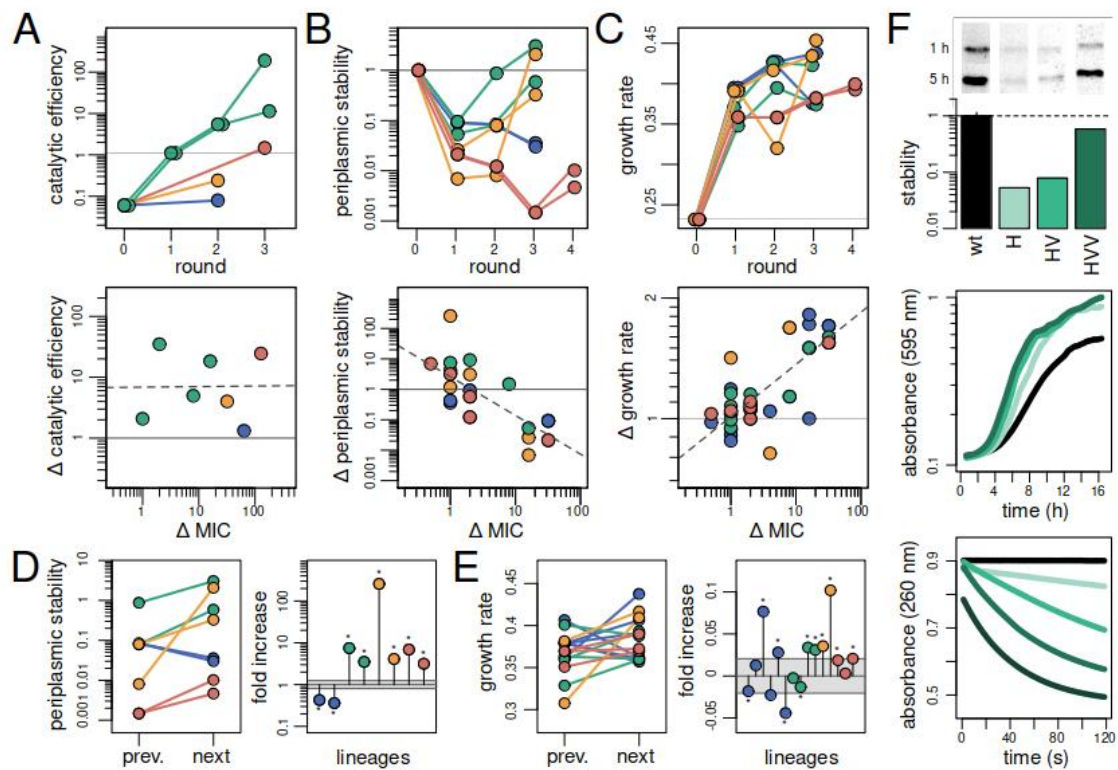 A
catalytic efficiency
100
10
1
0.1
0
1
2
3
round
B
periplasmic stability
1
0.1
0.01
0.001
0
1
2
3
4
round
C
growth rate
0.45
0.35
0.25
0
1
2
3
4
round
F
1 h
5 h
stability
1
0.1
0.01
wt
H
HV
HVV
Δ catalytic efficiency
100
10
1
1
10
100
Δ MIC
Δ periplasmic stability
100
10
1
0.1
0.01
0.001
1
10
100
Δ MIC
Δ growth rate
2
1
1
10
100
Δ MIC
absorbance (595 nm)
1
0.1
0
4
8
12
16
time (h)
D
periplasmic stability
10
1
0.1
0.01
0.001
prev.
next
fold increase
100
10
1
0.1
lineages
E
growth rate
0.45
0.4
0.35
0.3
prev.
next
fold increase
0.1
0.05
0
-0.05
lineages
absorbance (260 nm)
0.9
0.7
0.5
0
40
80
120
time (s)